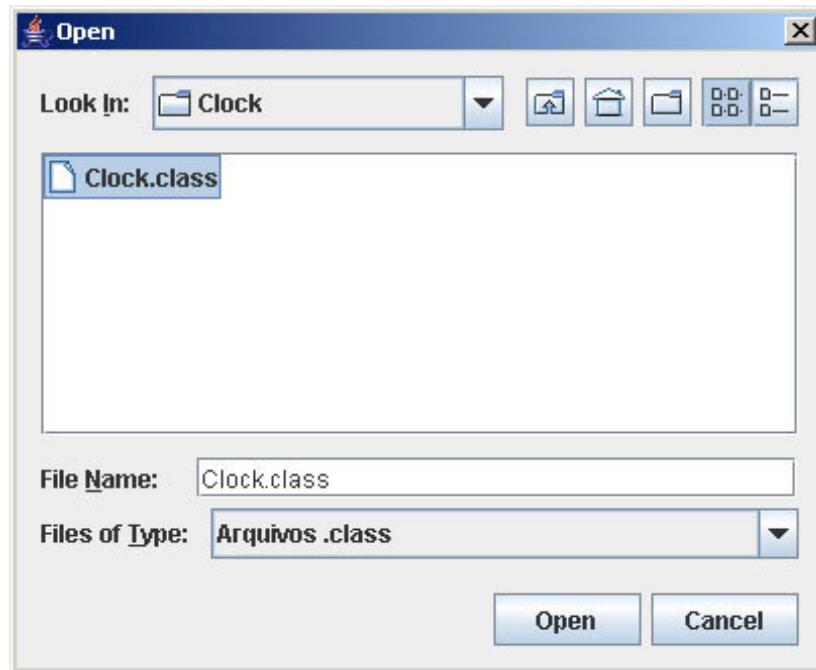 Open
Look In: Clock
Clock.class
File Name: Clock.class
Files of Type: Arquivos .class
Open Cancel